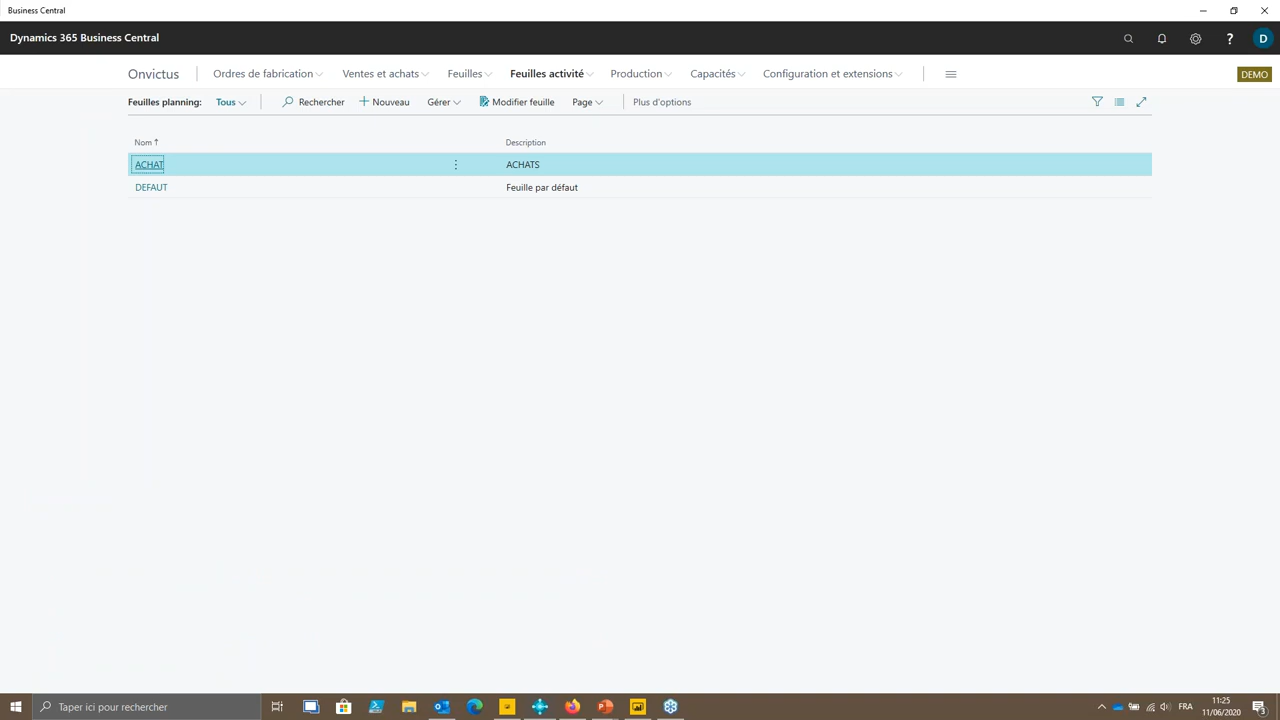 Business Central
Dynamics 365 Business Central
? D
Onvictus Ordres de fabrication Ventes et achats Feuilles Feuilles activité Production Capacités Configuration et extensions DEMO
Feuilles planning: Tous Rechercher Nouveau Gérer Modifier feuille Page Plus d'options
Nom ↑ Description
ACHAT ACHATS
DEFAUT Feuille par défaut
Taper ici pour rechercher FRA 11:25
11/06/2020 3